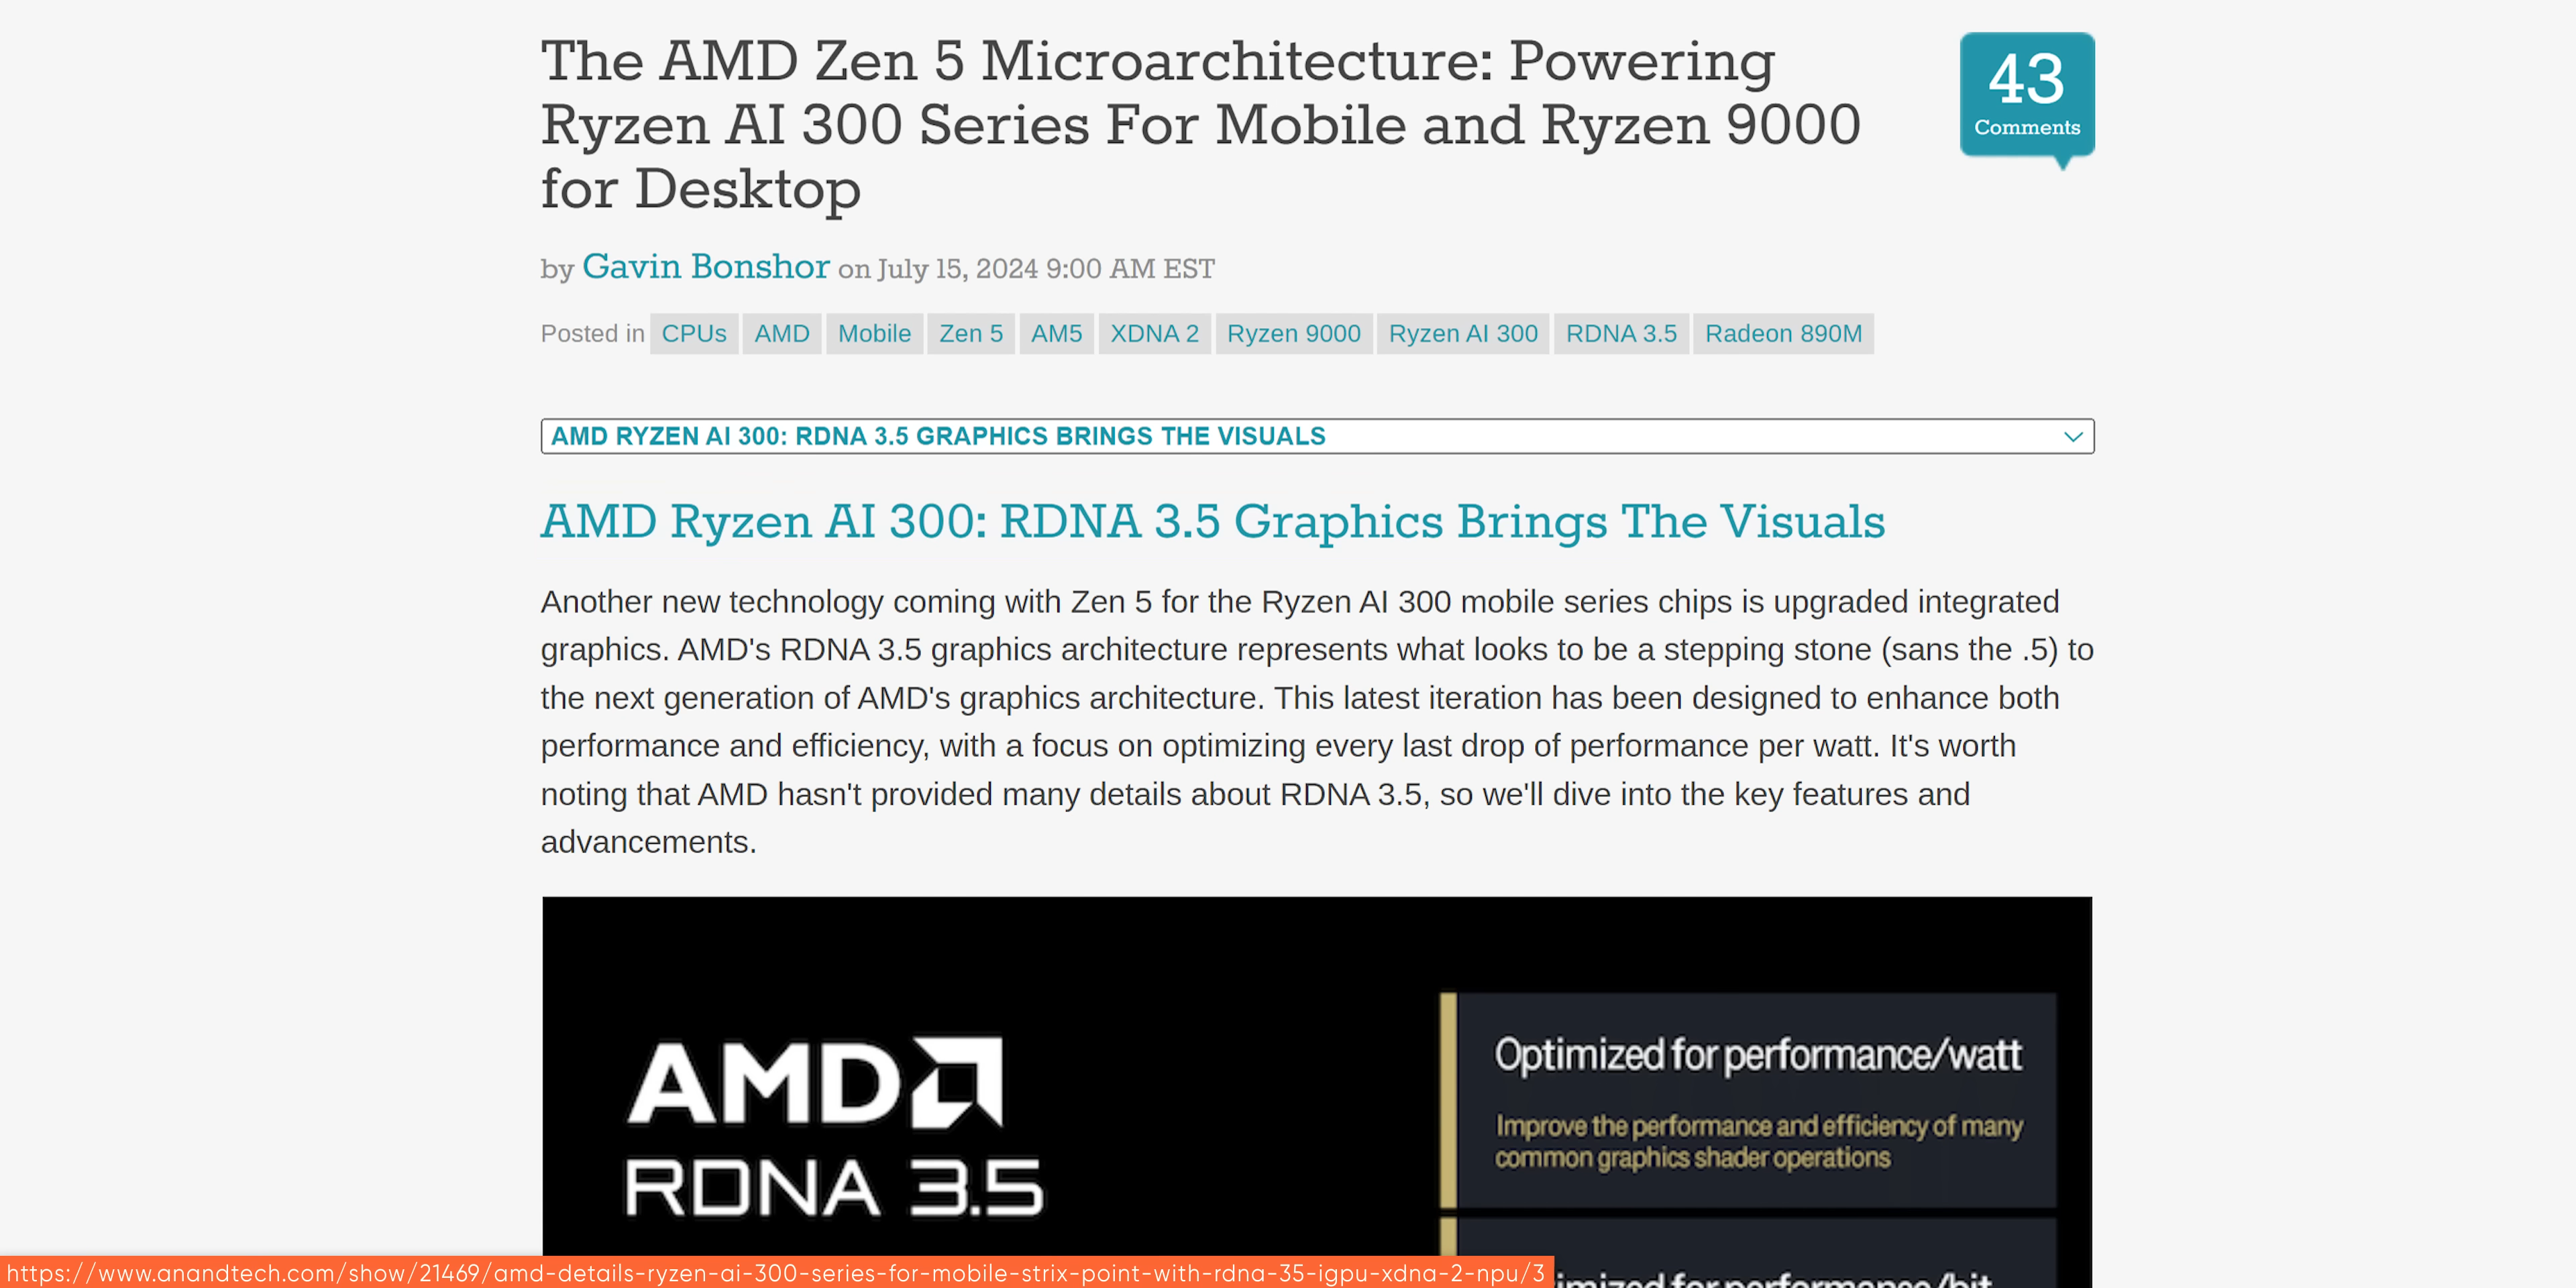 The AMD Zen 5 Microarchitecture: Powering
Ryzen AI 300 Series For Mobile and Ryzen 9000
for Desktop
43
Comments
by Gavin Bonshor on July 15, 2024 9:00 AM EST
Posted in CPUs AMD Mobile Zen 5 AM5 XDNA 2 Ryzen 9000 Ryzen AI 300 RDNA 3.5 Radeon 890M
AMD RYZEN AI 300: RDNA 3.5 GRAPHICS BRINGS THE VISUALS
AMD Ryzen AI 300: RDNA 3.5 Graphics Brings The Visuals
Another new technology coming with Zen 5 for the Ryzen AI 300 mobile series chips is upgraded integrated
graphics. AMD's RDNA 3.5 graphics architecture represents what looks to be a stepping stone (sans the .5) to
the next generation of AMD's graphics architecture. This latest iteration has been designed to enhance both
performance and efficiency, with a focus on optimizing every last drop of performance per watt. It's worth
noting that AMD hasn't provided many details about RDNA 3.5, so we'll dive into the key features and
advancements.
AMD
RDNA 3.5
Optimized for performance/watt
Improve the performance and efficiency of many
common graphics shader operations
performance/bit
https://www.anandtech.com/show/21469/amd-details-ryzen-ai-300-series-for-mobile-strix-point-with-rdna-35-igpu-xdna-2-npu/3